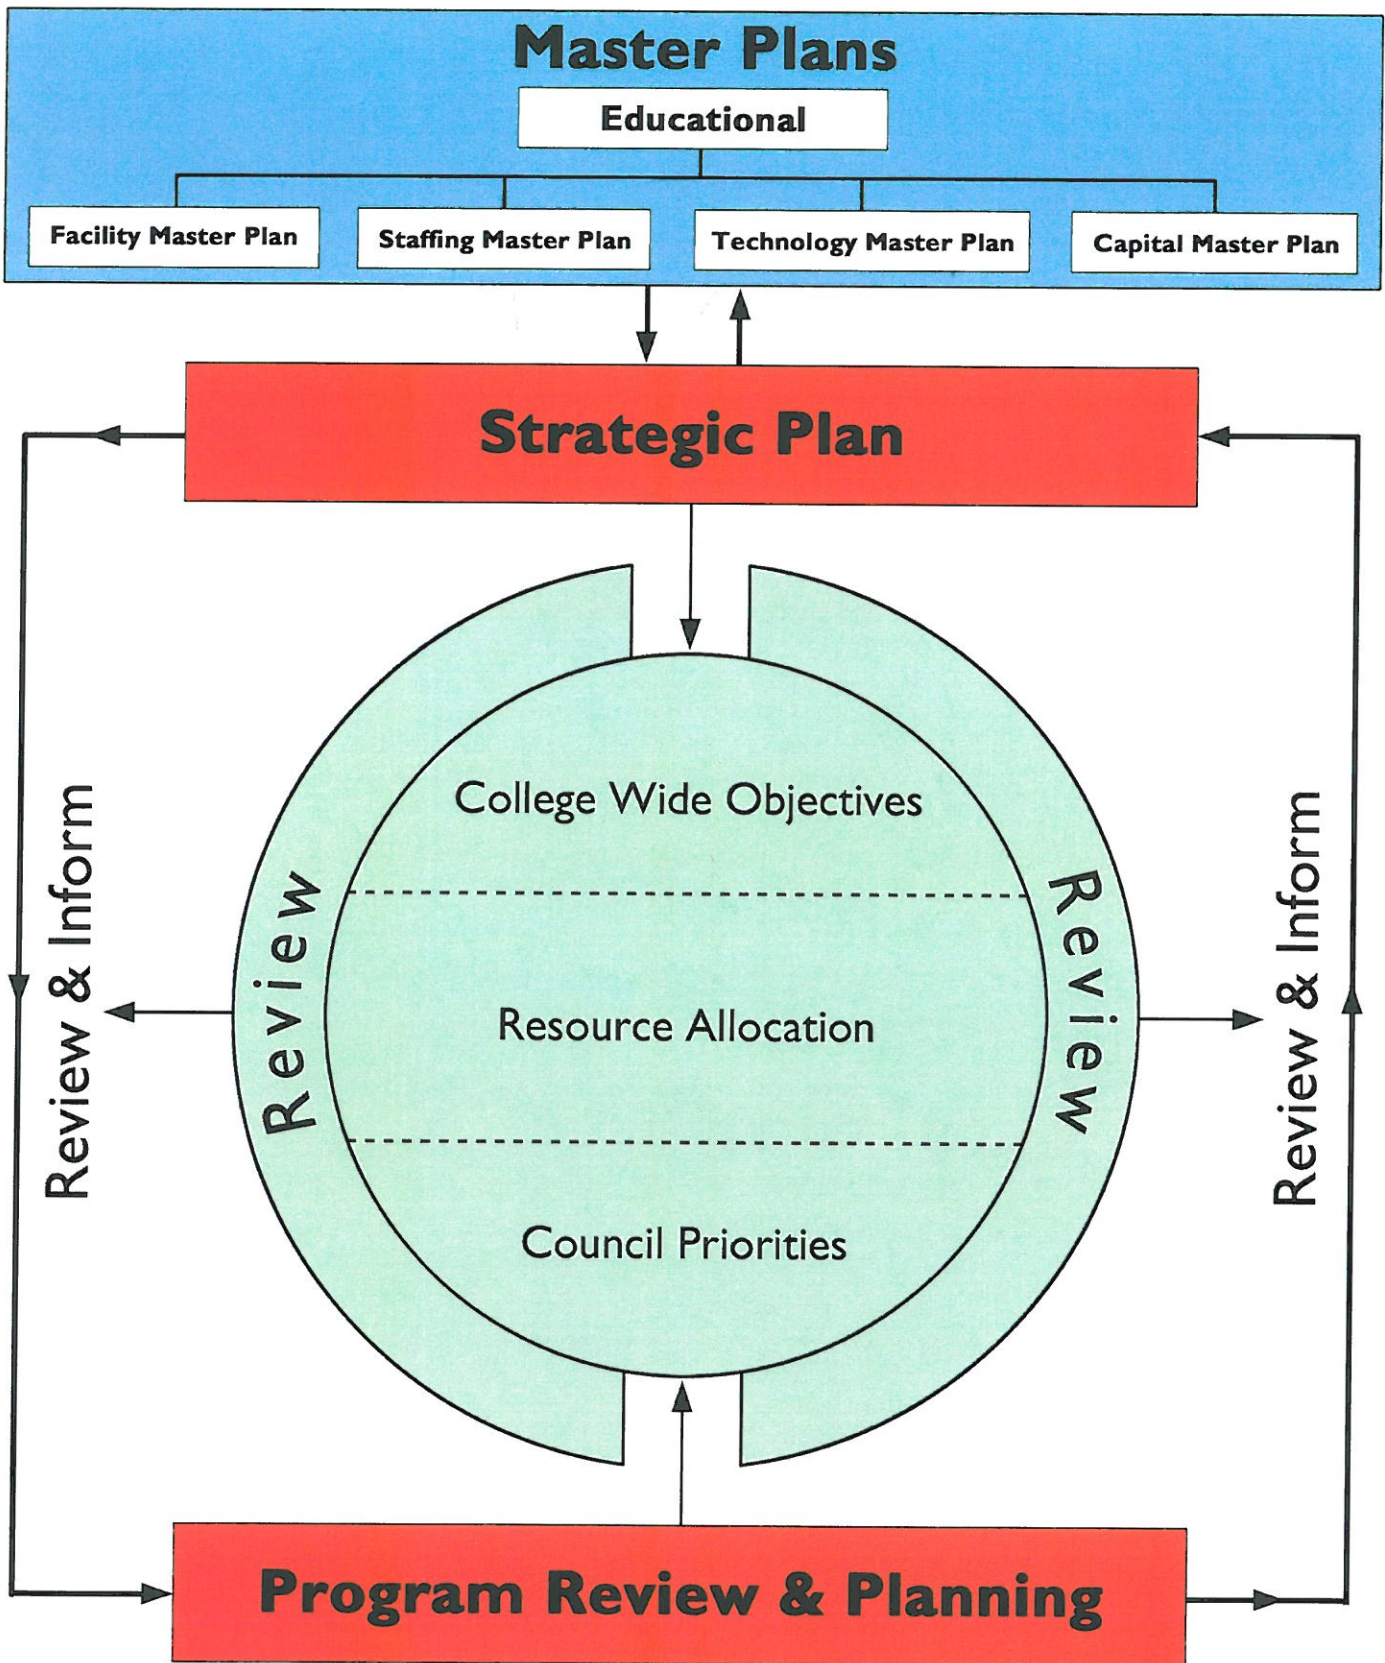 Master Plans
Educational
Facility Master Plan
Staffing Master Plan
Technology Master Plan
Capital Master Plan
Strategic Plan
Review & Inform
Review
College Wide Objectives
Resource Allocation
Council Priorities
Review
Review & Inform
Program Review & Planning